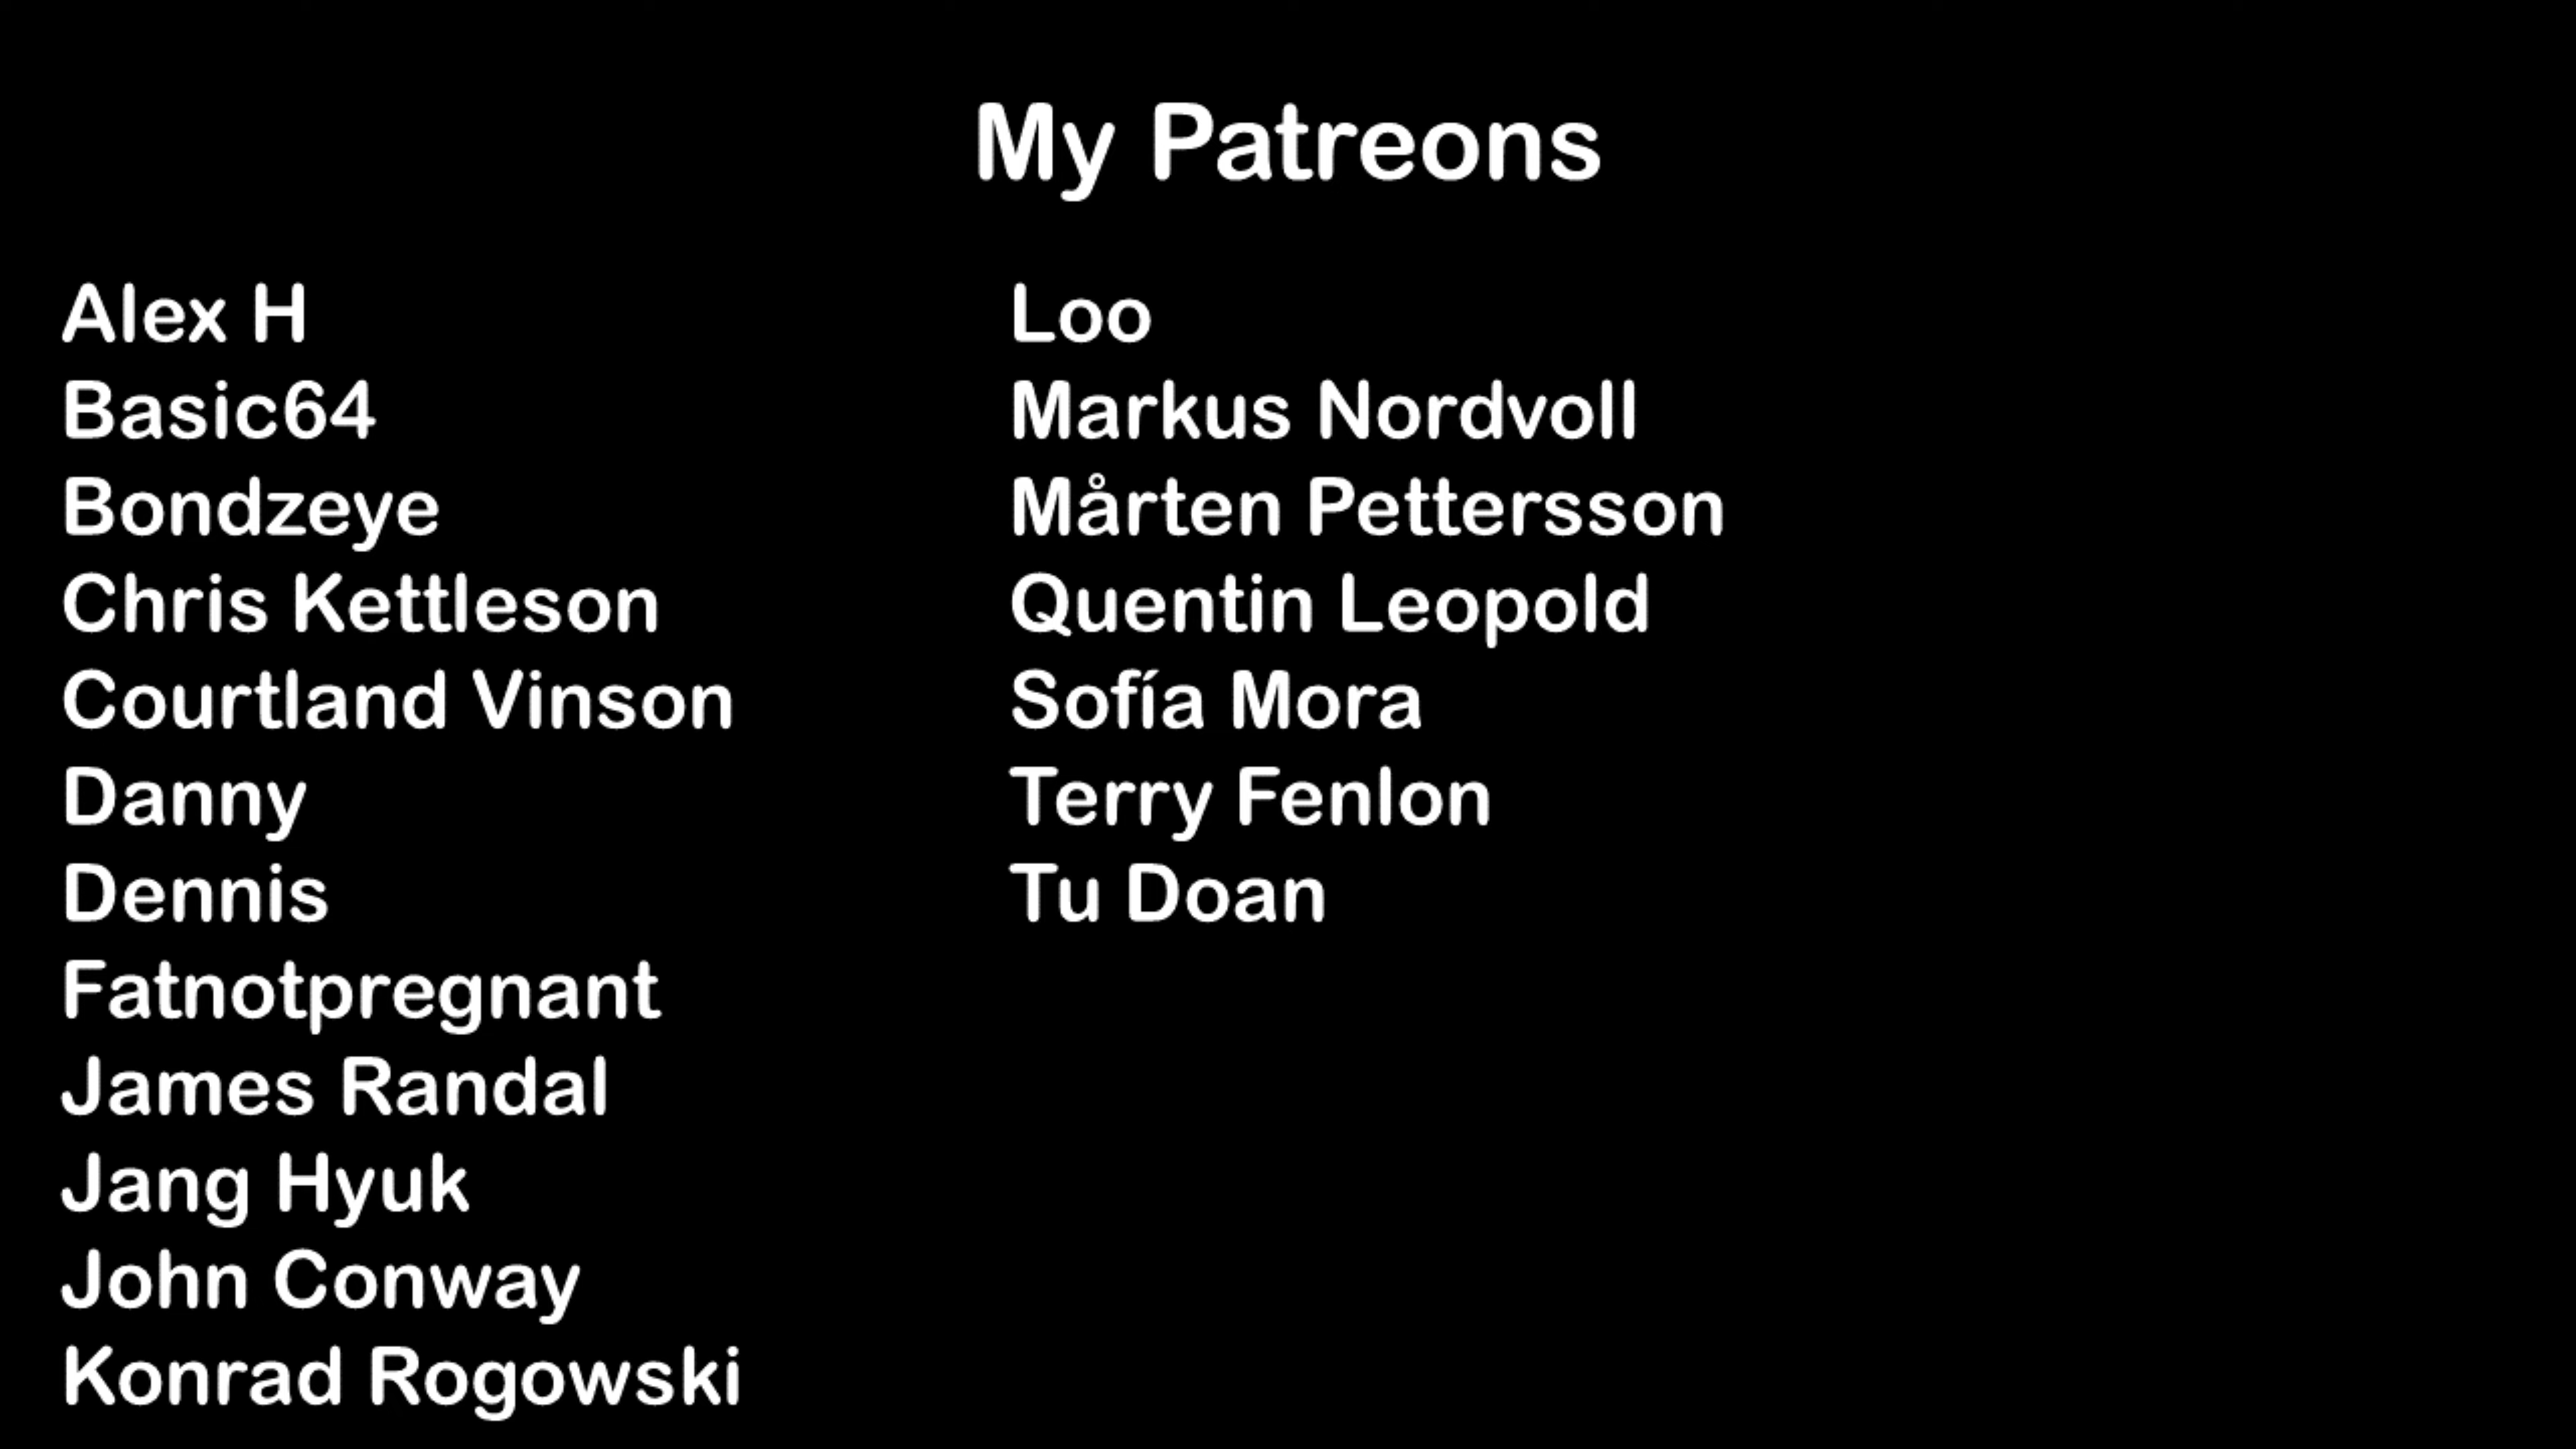 My Patreons
Alex H
Basic64
Bondzeye
Chris Kettleson
Courtland Vinson
Danny
Dennis
Fatnotpregnant
James Randal
Jang Hyuk
John Conway
Konrad Rogowski
Loo
Markus Nordvoll
Mårten Pettersson
Quentin Leopold
Sofía Mora
Terry Fenlon
Tu Doan